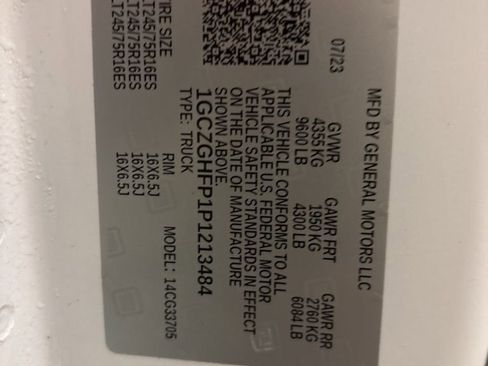 MFD BY GENERAL MOTORS LLC
07/23 GVWR GAWR FRT GAWR RR
4355 KG 1950 KG 2760 KG
9600 LB 4300 LB 6084 LB
THIS VEHICLE CONFORMS TO ALL
APPLICABLE U.S. FEDERAL MOTOR
VEHICLE SAFETY STANDARDS IN EFFECT
ON THE DATE OF MANUFACTURE
SHOWN ABOVE.
1GCZGHFP1P1213484
TYPE: TRUCK MODEL: 14CG33705
TIRE SIZE RIM
LT245/75R16ES 16X6.5J
LT245/75R16ES 16X6.5J
LT245/75R16ES 16X6.5J